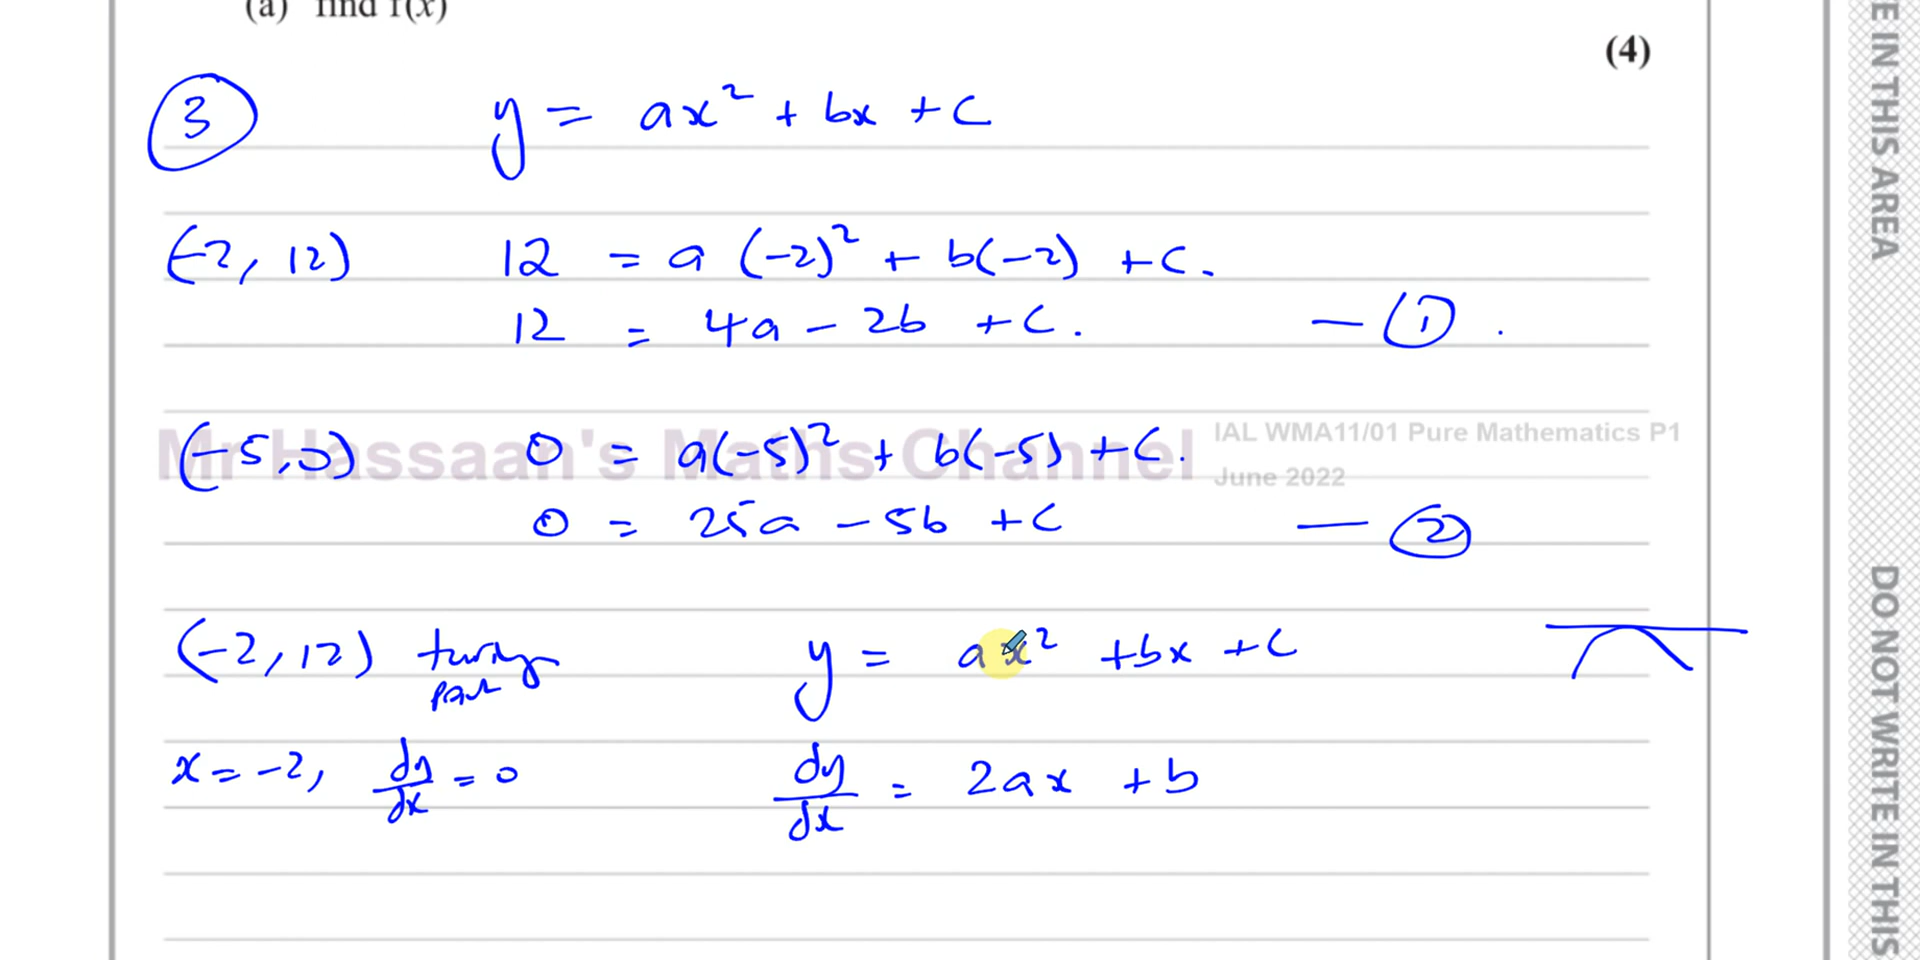 (a) find f(x)
(4)
3 y = ax² + bx + c
(-2, 12) 12 = a (-2)² + b(-2) + c.
12 = 4a - 2b + c. — ① .
Mr Hassaan's Maths Channel
IAL WMA11/01 Pure Mathematics P1
June 2022
(-5, 0) 0 = a(-5)² + b(-5) + c.
0 = 25a - 5b + c — ②
(-2, 12) turning y = ax² + bx + c
x = -2, dy/dx = 0 dy/dx = 2ax + b
E IN THIS AREA
DO NOT WRITE IN THIS